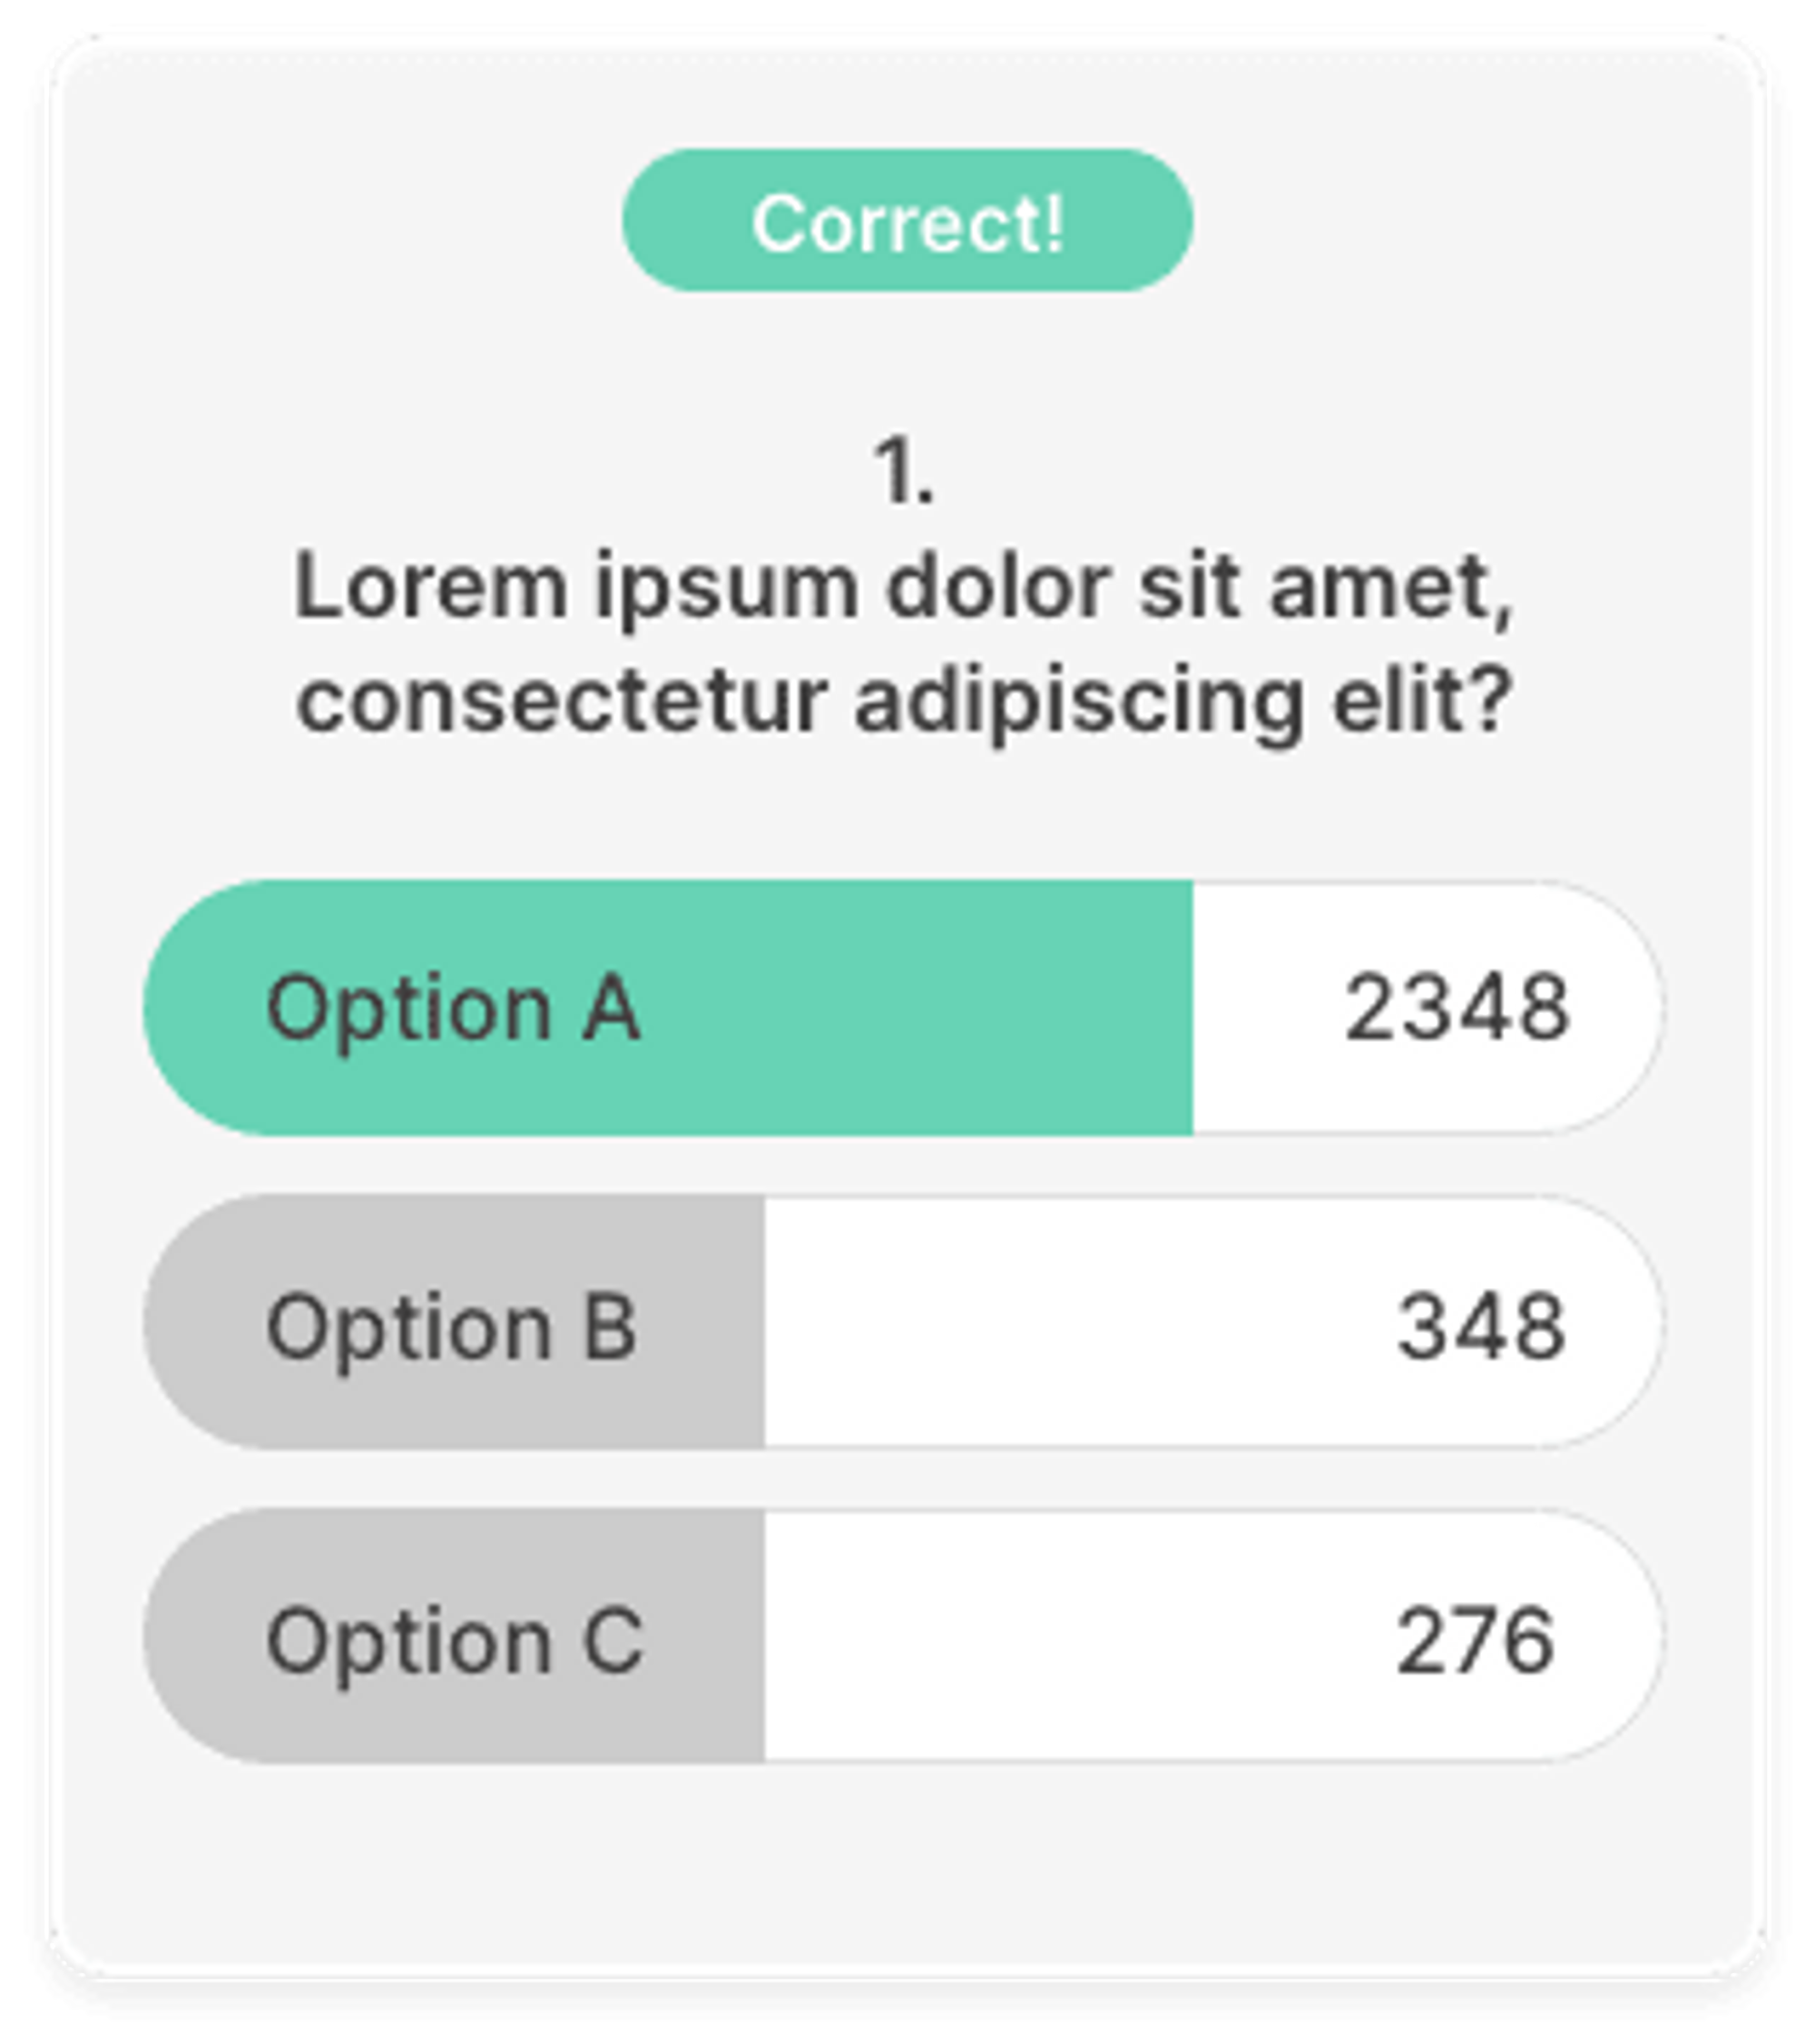 Correct!
1.
Lorem ipsum dolor sit amet,
consectetur adipiscing elit?
Option A 2348
Option B 348
Option C 276